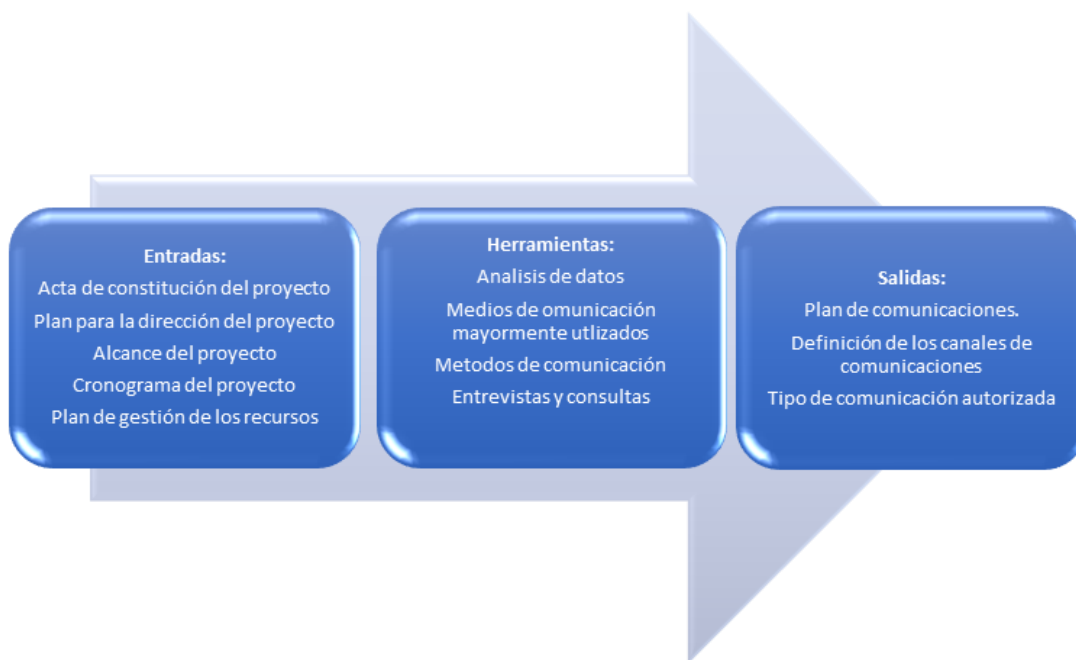 Entradas:
Acta de constitución del proyecto
Plan para la dirección del proyecto
Alcance del proyecto
Cronograma del proyecto
Plan de gestión de los recursos
Herramientas:
Analisis de datos
Medios de omunicación
mayormente utlizados
Metodos de comunicación
Entrevistas y consultas
Salidas:
Plan de comunicaciones.
Definición de los canales de
comunicaciones
Tipo de comunicación autorizada